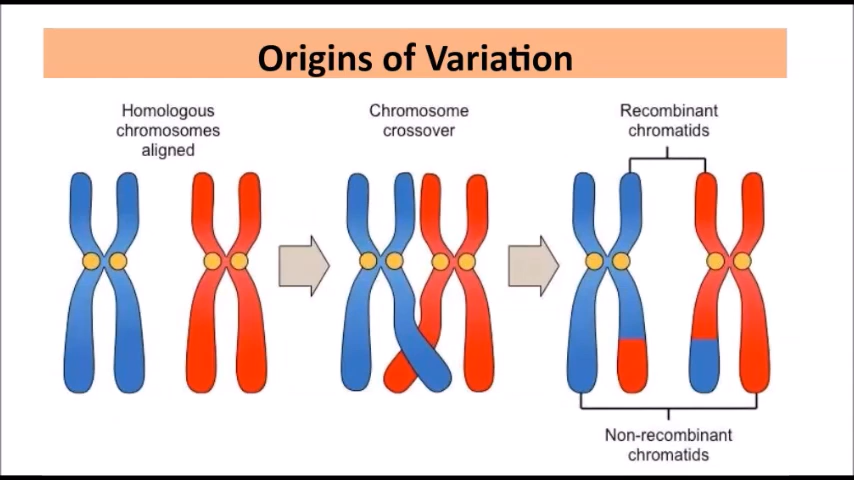 Origins of Variation
Homologous
chromosomes
aligned
Chromosome
crossover
Recombinant
chromatids
Non-recombinant
chromatids